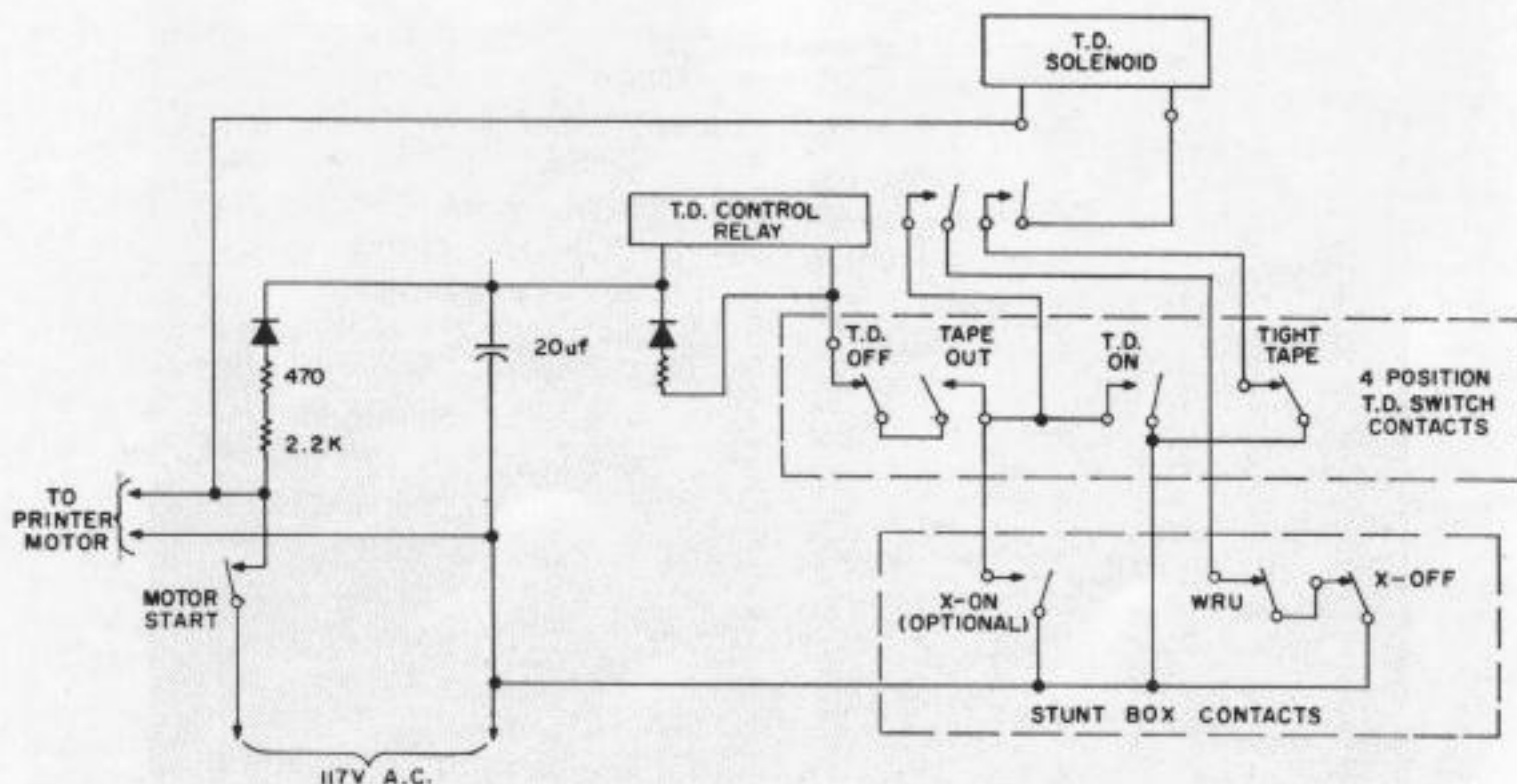 T.D.
SOLENOID
T.D. CONTROL
RELAY
20uf
470
2.2K
T.D.
OFF
TAPE
OUT
T.D.
ON
TIGHT
TAPE
4 POSITION
T.D. SWITCH
CONTACTS
TO
PRINTER
MOTOR
MOTOR
START
X-ON
(OPTIONAL)
WRU
X-OFF
STUNT BOX CONTACTS
117V A.C.